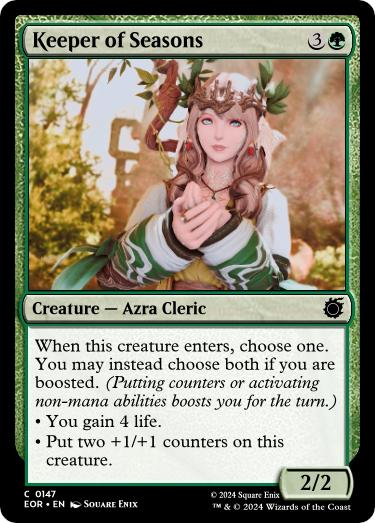 Keeper of Seasons 3
Creature — Azra Cleric
When this creature enters, choose one.
You may instead choose both if you are
boosted. (Putting counters or activating
non-mana abilities boosts you for the turn.)
• You gain 4 life.
• Put two +1/+1 counters on this
creature.
2/2
C 0147
EOR • EN Square Enix
© 2024 Square Enix
™ & © 2024 Wizards of the Coast